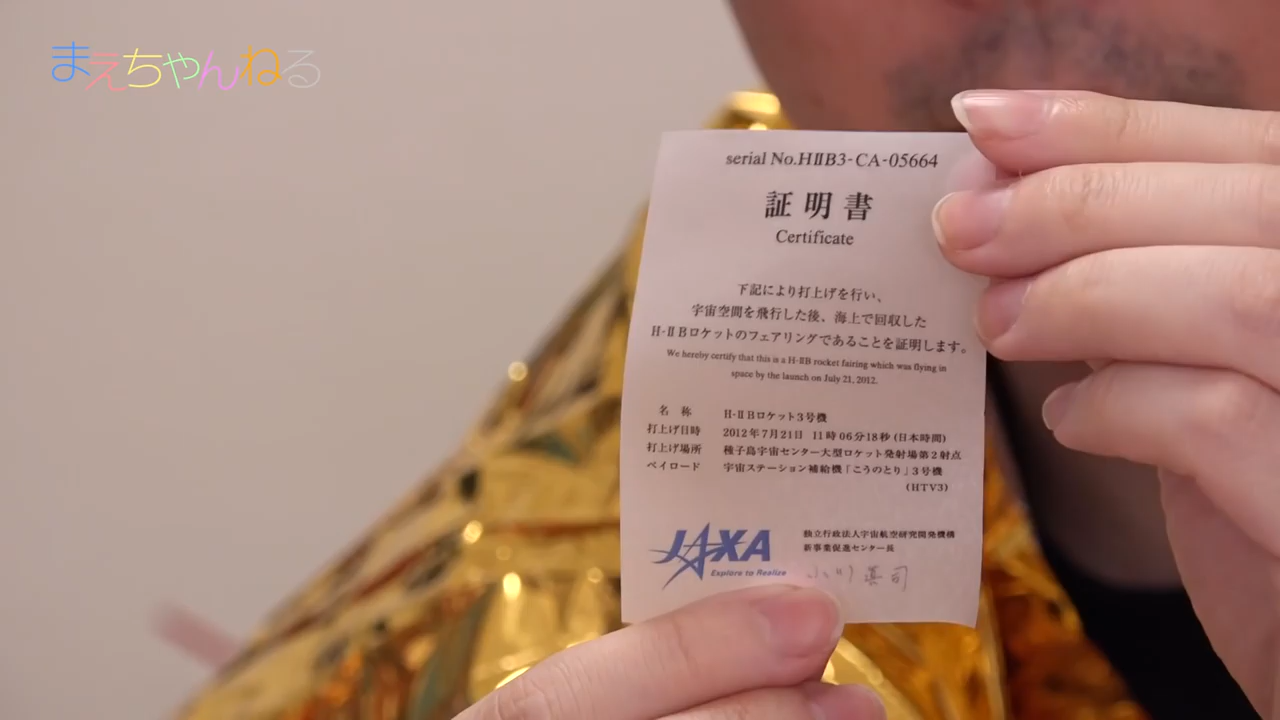 まえちゃんねる
serial No.HⅡB3-CA-05664
証明書
Certificate
下記により打上げを行い、
宇宙空間を飛行した後、海上で回収した
H-ⅡBロケットのフェアリングであることを証明します。
We hereby certify that this is a H-ⅡB rocket fairing which was flying in
space by the launch on July 21, 2012.
名 称 H-ⅡBロケット3号機
打上げ日時 2012年7月21日 11時06分18秒(日本時間)
打上げ場所 種子島宇宙センター大型ロケット発射場第2射点
ペイロード 宇宙ステーション補給機「こうのとり」3号機
(HTV3)
JAXA
Explore to Realize
独立行政法人宇宙航空研究開発機構
新事業促進センター長